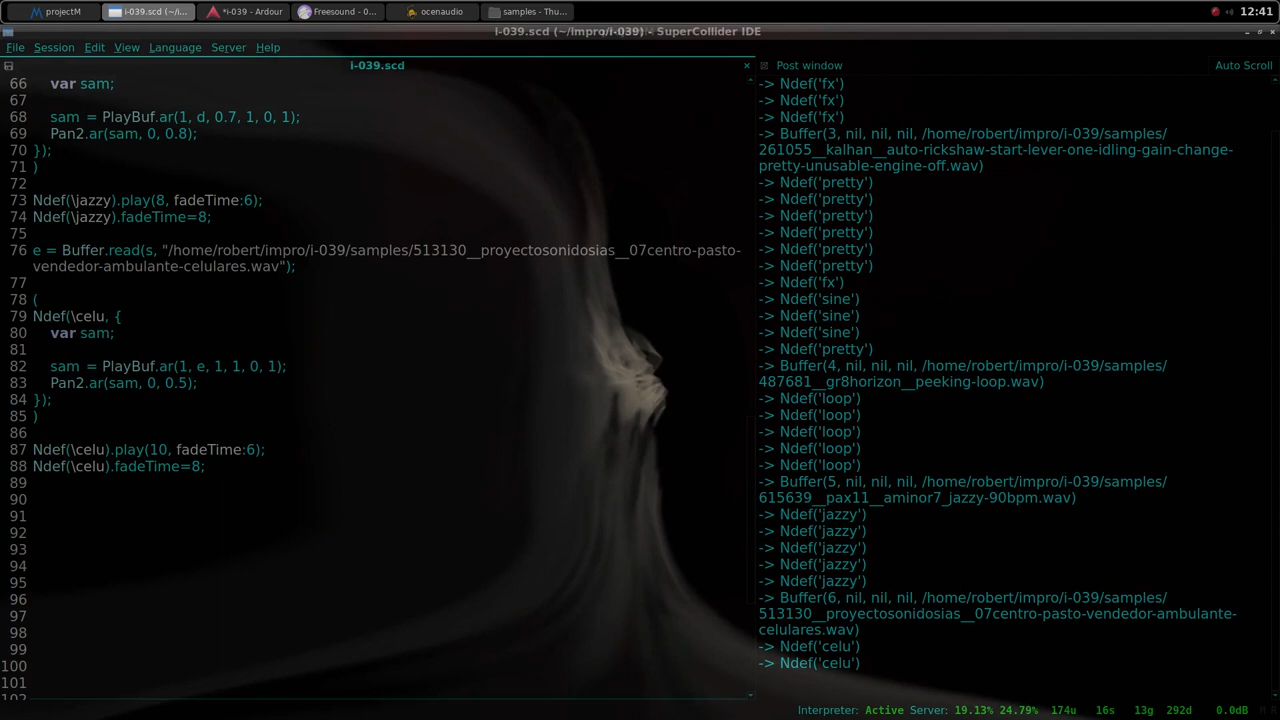 projectM
i-039.scd (~/i...
*i-039 - Ardour
Freesound - 0...
ocenaudio
samples - Thu...
12:41
i-039.scd (~/impro/i-039) - SuperCollider IDE
File Session Edit View Language Server Help
i-039.scd
66 var sam;
67
68 sam = PlayBuf.ar(1, d, 0.7, 1, 0, 1);
69 Pan2.ar(sam, 0, 0.8);
70 });
71 )
72
73 Ndef(\jazzy).play(8, fadeTime:6);
74 Ndef(\jazzy).fadeTime=8;
75
76 e = Buffer.read(s, "/home/robert/impro/i-039/samples/513130__proyectosonidosias__07centro-pasto-
vendedor-ambulante-celulares.wav");
77
78 (
79 Ndef(\celu, {
80 var sam;
81
82 sam = PlayBuf.ar(1, e, 1, 1, 0, 1);
83 Pan2.ar(sam, 0, 0.5);
84 });
85 )
86
87 Ndef(\celu).play(10, fadeTime:6);
88 Ndef(\celu).fadeTime=8;
89
90
91
92
93
94
95
96
97
98
99
100
101
102
Post window
Auto Scroll
-> Ndef('fx')
-> Ndef('fx')
-> Ndef('fx')
-> Buffer(3, nil, nil, nil, /home/robert/impro/i-039/samples/
261055__kalhan__auto-rickshaw-start-lever-one-idling-gain-change-
pretty-unusable-engine-off.wav)
-> Ndef('pretty')
-> Ndef('pretty')
-> Ndef('pretty')
-> Ndef('pretty')
-> Ndef('pretty')
-> Ndef('pretty')
-> Ndef('fx')
-> Ndef('sine')
-> Ndef('sine')
-> Ndef('sine')
-> Ndef('pretty')
-> Buffer(4, nil, nil, nil, /home/robert/impro/i-039/samples/
487681__gr8horizon__peeking-loop.wav)
-> Ndef('loop')
-> Ndef('loop')
-> Ndef('loop')
-> Ndef('loop')
-> Ndef('loop')
-> Buffer(5, nil, nil, nil, /home/robert/impro/i-039/samples/
615639__pax11__aminor7_jazzy-90bpm.wav)
-> Ndef('jazzy')
-> Ndef('jazzy')
-> Ndef('jazzy')
-> Ndef('jazzy')
-> Ndef('jazzy')
-> Buffer(6, nil, nil, nil, /home/robert/impro/i-039/samples/
513130__proyectosonidosias__07centro-pasto-vendedor-ambulante-
celulares.wav)
-> Ndef('celu')
-> Ndef('celu')
Interpreter: Active Server: 19.13% 24.79% 174u 16s 13g 292d 0.0dB M R